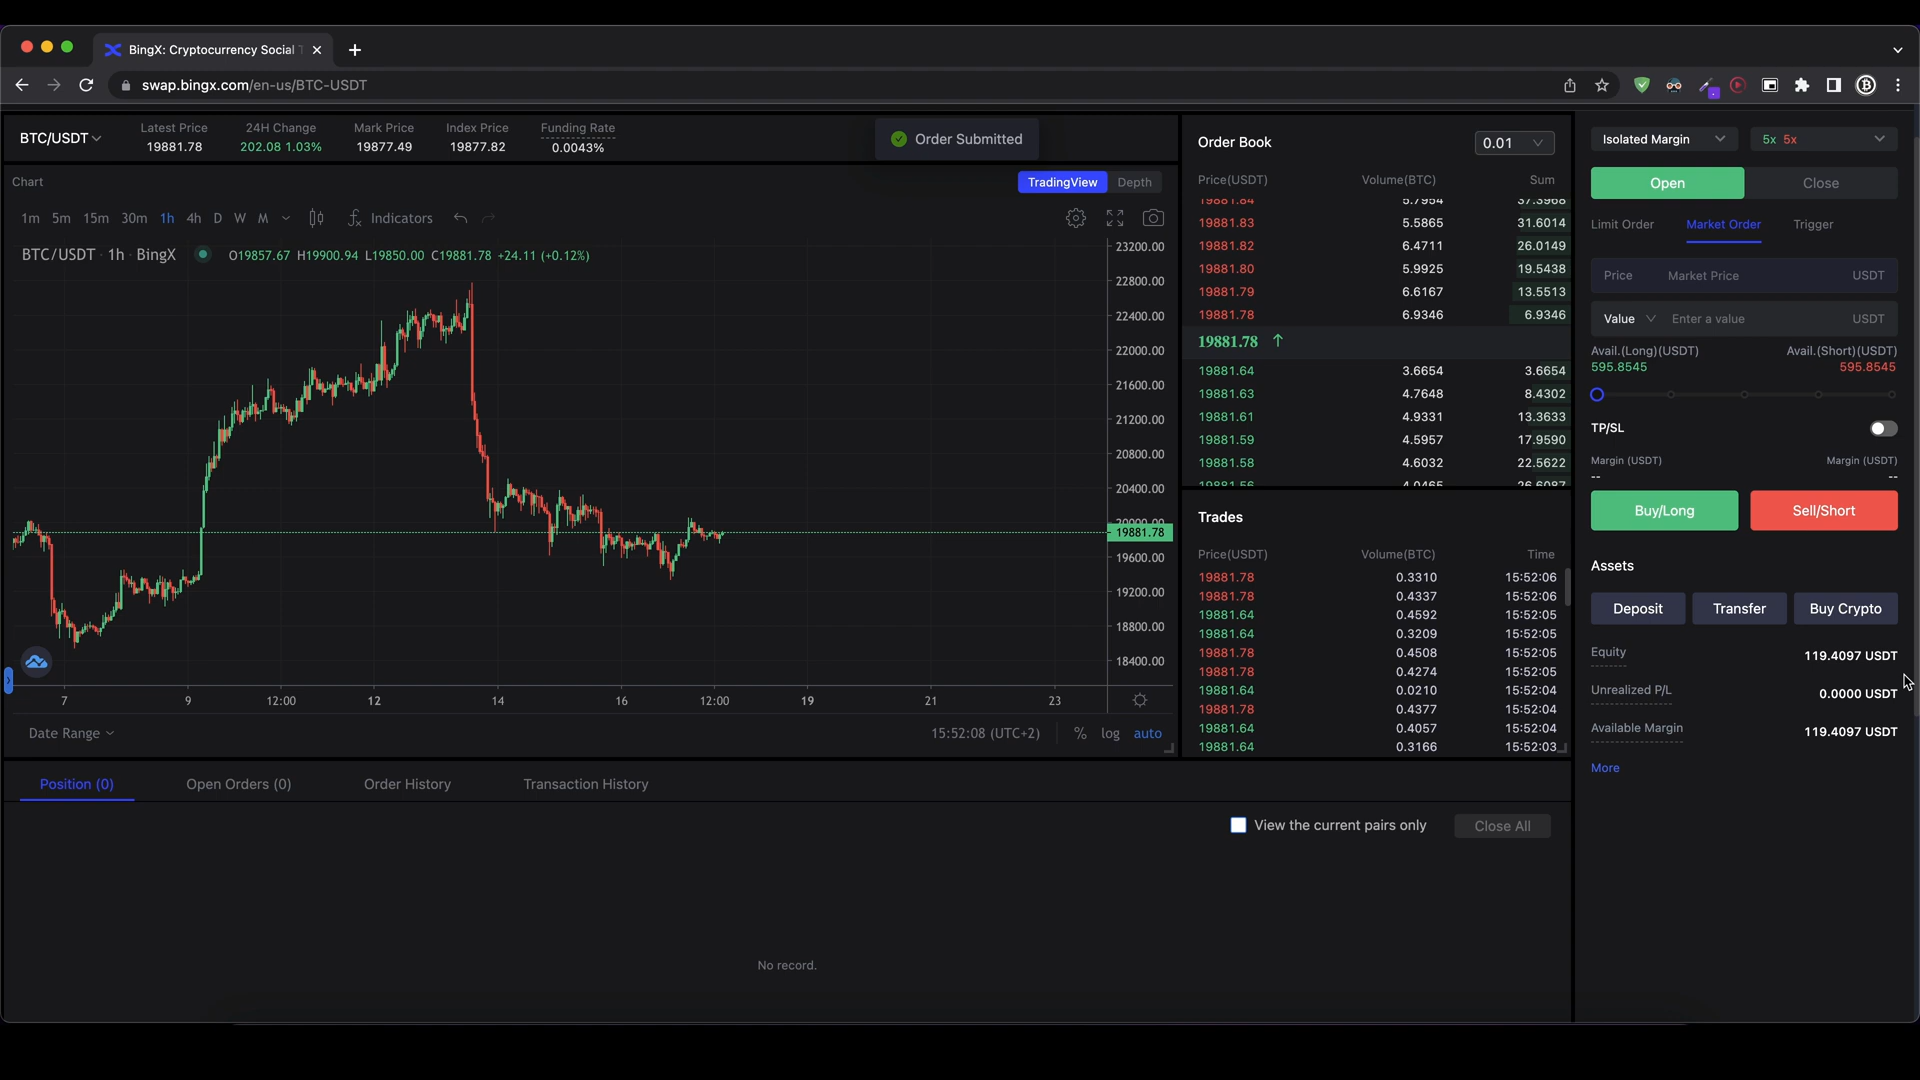 BingX: Cryptocurrency Social T
swap.bingx.com/en-us/BTC-USDT
BTC/USDT
Latest Price
19881.78
24H Change
202.08 1.03%
Mark Price
19877.49
Index Price
19877.82
Funding Rate
0.0043%
Order Submitted
Chart
TradingView
Depth
1m 5m 15m 30m 1h 4h D W M
Indicators
BTC/USDT · 1h · BingX
O19857.67 H19900.94 L19850.00 C19881.78 +24.11 (+0.12%)
23200.00
22800.00
22400.00
22000.00
21600.00
21200.00
20800.00
20400.00
20000.00
19881.78
19600.00
19200.00
18800.00
18400.00
7 9 12:00 12 14 16 12:00 19 21 23
Date Range
15:52:08 (UTC+2)
% log auto
Order Book
0.01
Price(USDT) Volume(BTC) Sum
19881.84 5.7954 37.3968
19881.83 5.5865 31.6014
19881.82 6.4711 26.0149
19881.80 5.9925 19.5438
19881.79 6.6167 13.5513
19881.78 6.9346 6.9346
19881.78 ↑
19881.64 3.6654 3.6654
19881.63 4.7648 8.4302
19881.61 4.9331 13.3633
19881.59 4.5957 17.9590
19881.58 4.6032 22.5622
19881.56 4.0465 26.6087
Trades
Price(USDT) Volume(BTC) Time
19881.78 0.3310 15:52:06
19881.78 0.4337 15:52:06
19881.64 0.4592 15:52:05
19881.64 0.3209 15:52:05
19881.78 0.4508 15:52:05
19881.78 0.4274 15:52:05
19881.64 0.0210 15:52:04
19881.78 0.4377 15:52:04
19881.64 0.4057 15:52:04
19881.64 0.3166 15:52:03
Isolated Margin
5x 5x
Open
Close
Limit Order
Market Order
Trigger
Price Market Price USDT
Value Enter a value USDT
Avail.(Long)(USDT) Avail.(Short)(USDT)
595.8545 595.8545
TP/SL
Margin (USDT) Margin (USDT)
-- --
Buy/Long
Sell/Short
Assets
Deposit
Transfer
Buy Crypto
Equity 119.4097 USDT
Unrealized P/L 0.0000 USDT
Available Margin 119.4097 USDT
More
Position (0)
Open Orders (0)
Order History
Transaction History
View the current pairs only
Close All
No record.